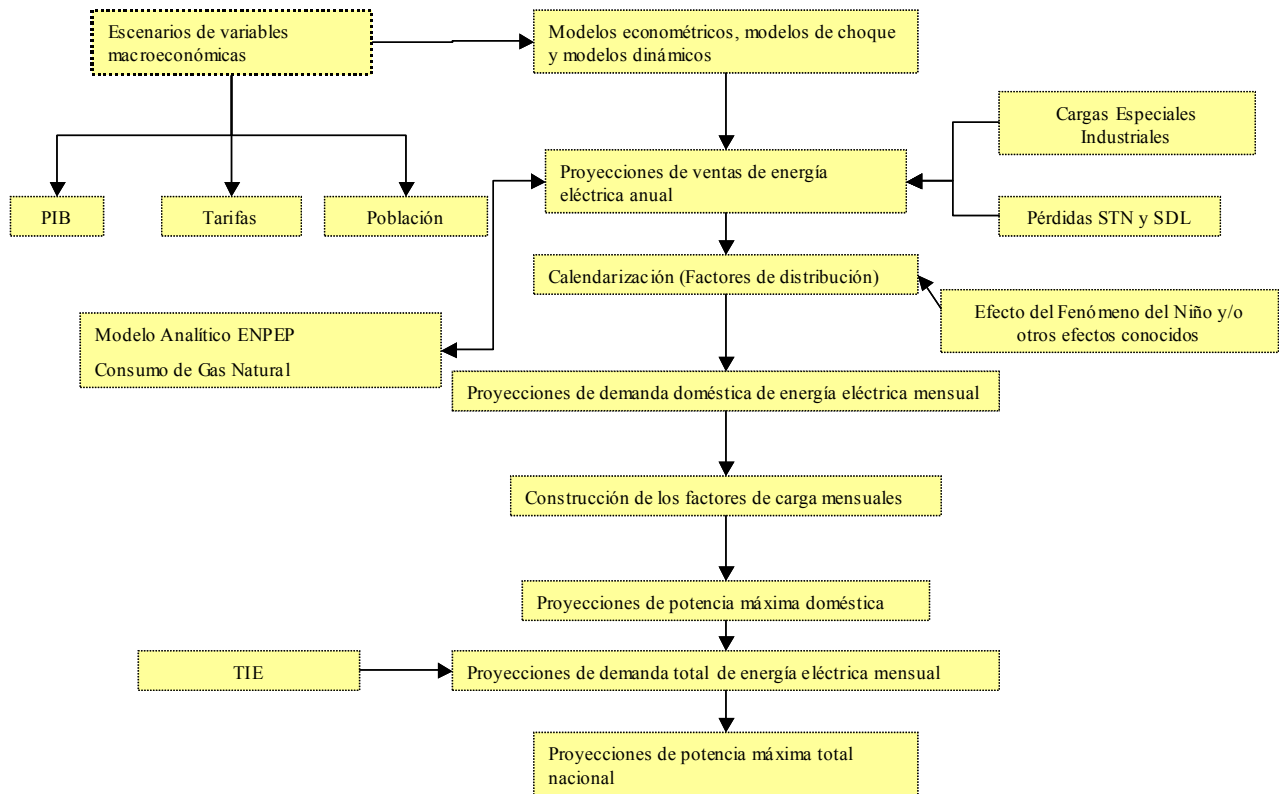 Escenarios de variables
macroeconómicas
Modelos econométricos, modelos de choque
y modelos dinámicos
Cargas Especiales
Industriales
Proyecciones de ventas de energía
eléctrica anual
PIB
Tarifas
Población
Pérdidas STN y SDL
Calendarización (Factores de distribución)
Efecto del Fenómeno del Niño y/o
otros efectos conocidos
Modelo Analítico ENPEP
Consumo de Gas Natural
Proyecciones de demanda doméstica de energía eléctrica mensual
Construcción de los factores de carga mensuales
Proyecciones de potencia máxima doméstica
TIE
Proyecciones de demanda total de energía eléctrica mensual
Proyecciones de potencia máxima total
nacional